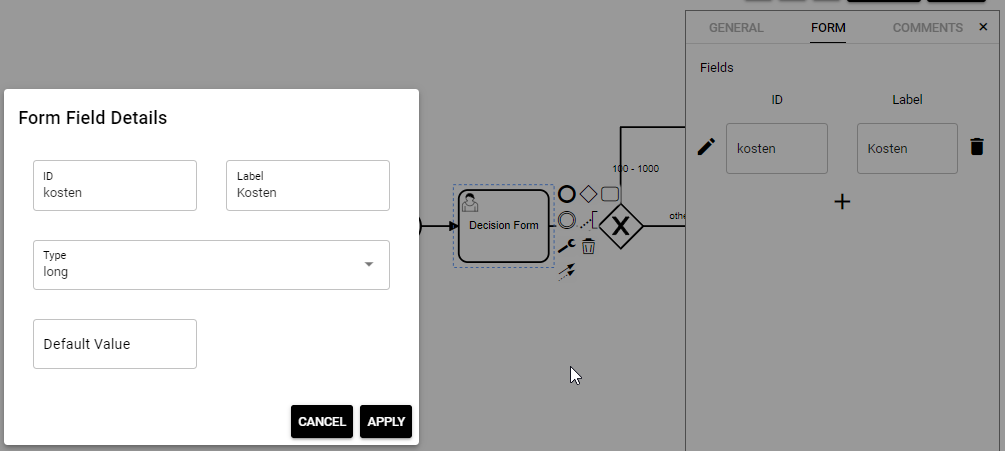 GENERAL
FORM
COMMENTS
Fields
ID
Label
kosten
Kosten
Form Field Details
ID
kosten
Label
Kosten
Type
long
Default Value
CANCEL
APPLY
Decision Form
100 - 1000
othe